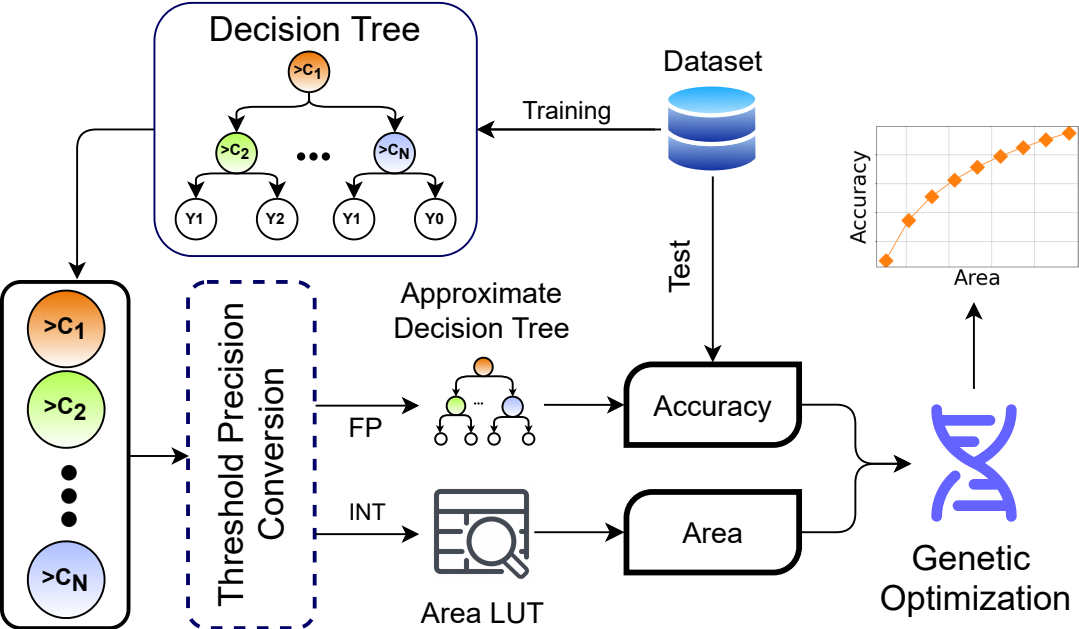 Decision Tree
>C1
>C2
>CN
Y1
Y2
Y1
Y0
Training
Dataset
Test
>C1
>C2
>CN
Threshold Precision
Conversion
FP
INT
Approximate
Decision Tree
Area LUT
Accuracy
Area
Genetic
Optimization
Accuracy
Area